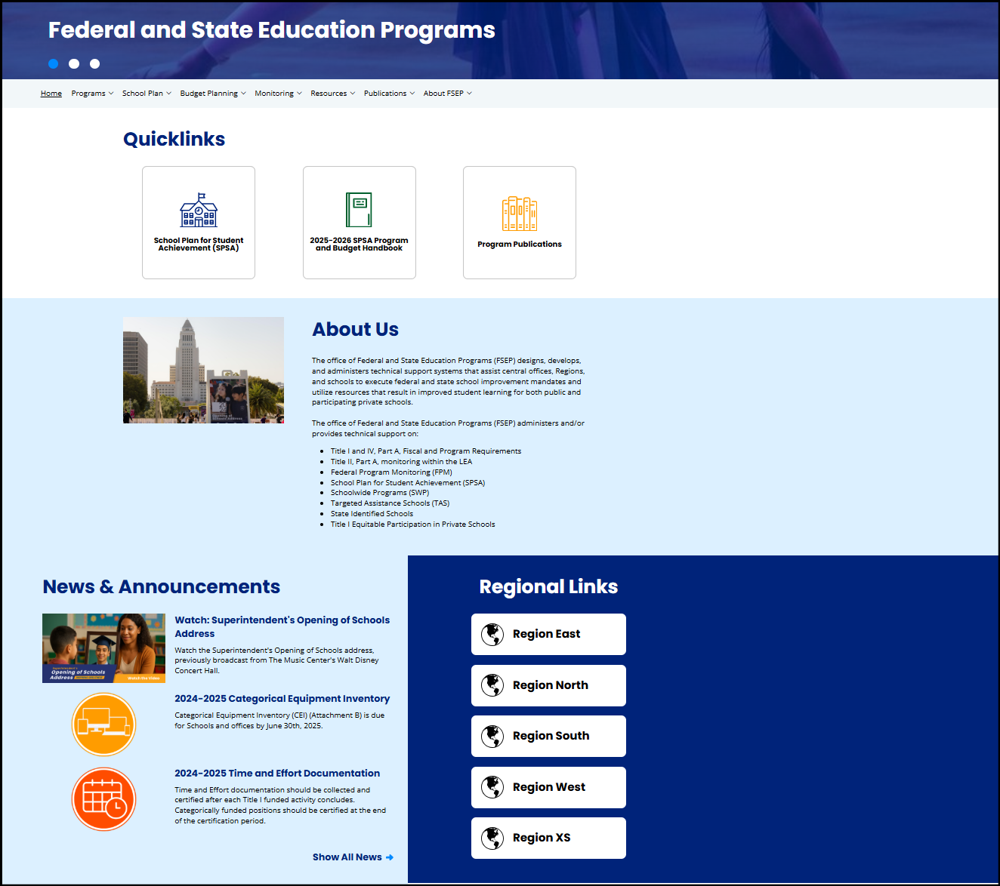 Federal and State Education Programs
Home Programs School Plan Budget Planning Monitoring Resources Publications About FSEP
Quicklinks
School Plan for Student
Achievement (SPSA)
2025-2026 SPSA Program
and Budget Handbook
Program Publications
About Us
The office of Federal and State Education Programs (FSEP) designs, develops,
and administers technical support systems that assist central offices, Regions,
and schools to execute federal and state school improvement mandates and
utilize resources that result in improved student learning for both public and
participating private schools.
The office of Federal and State Education Programs (FSEP) administers and/or
provides technical support on:
Title I and IV, Part A, Fiscal and Program Requirements
Title II, Part A, monitoring within the LEA
Federal Program Monitoring (FPM)
School Plan for Student Achievement (SPSA)
Schoolwide Programs (SWP)
Targeted Assistance Schools (TAS)
State Identified Schools
Title I Equitable Participation in Private Schools
Opening of
Schools Address
News & Announcements
Superintendent's
Opening of Schools
Address
Watch the Video
Watch: Superintendent's Opening of Schools
Address
Watch the Superintendent's Opening of Schools address,
previously broadcast from The Music Center's Walt Disney
Concert Hall.
2024-2025 Categorical Equipment Inventory
Categorical Equipment Inventory (CEI) (Attachment B) is due
for Schools and offices by June 30th, 2025.
2024-2025 Time and Effort Documentation
Time and Effort documentation should be collected and
certified after each Title I funded activity concludes.
Categorically funded positions should be certified at the end
of the certification period.
Show All News
Regional Links
Region East
Region North
Region South
Region West
Region XS